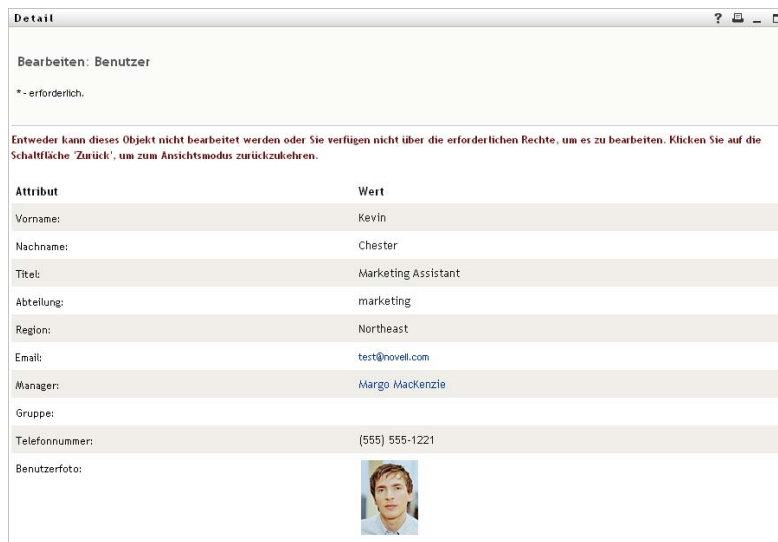 Detail
?
Bearbeiten: Benutzer
* - erforderlich.
Entweder kann dieses Objekt nicht bearbeitet werden oder Sie verfügen nicht über die erforderlichen Rechte, um es zu bearbeiten. Klicken Sie auf die
Schaltfläche 'Zurück', um zum Ansichtsmodus zurückzukehren.
Attribut Wert
Vorname: Kevin
Nachname: Chester
Titel: Marketing Assistant
Abteilung: marketing
Region: Northeast
Email: test@novell.com
Manager: Margo MacKenzie
Gruppe:
Telefonnummer: (555) 555-1221
Benutzerfoto: